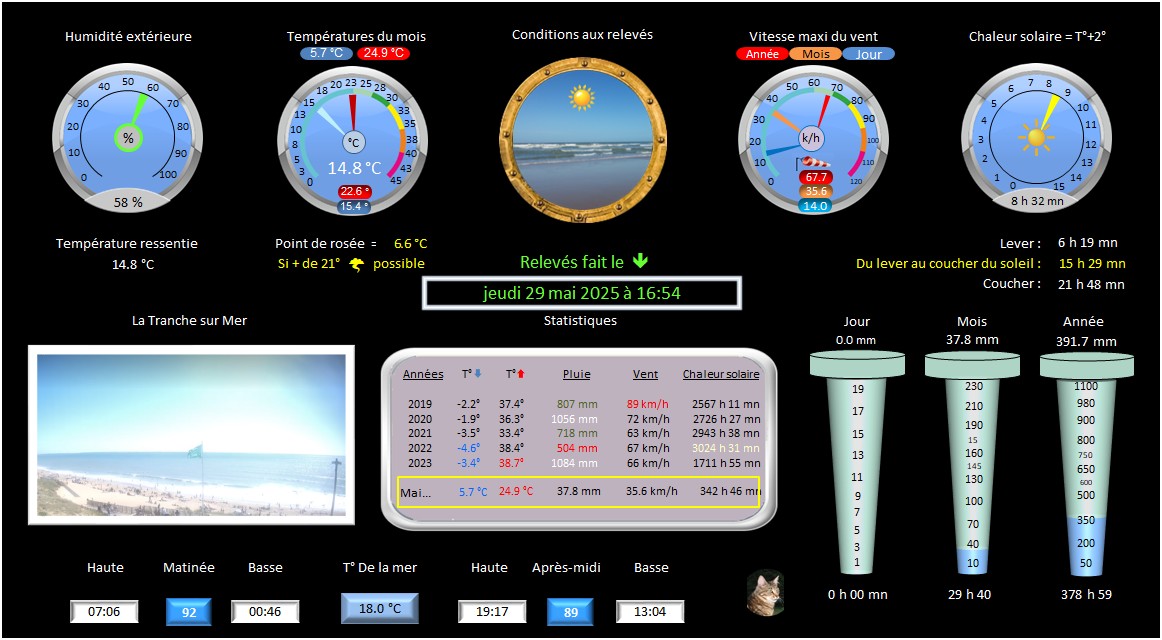 Humidité extérieure
Températures du mois
5.7 °C 24.9 °C
Conditions aux relevés
Vitesse maxi du vent
Année Mois Jour
Chaleur solaire = T°+2°
0 10 20 30 40 50 60 70 80 90 100
%
58 %
0 3 5 8 10 13 15 18 20 23 25 28 30 33 35 38 40 43 45
°C
14.8 °C
22.6 °
15.4 °
0 10 20 30 40 50 60 70 80 90 100 110 120
k/h
67.7
35.6
14.0
0 1 2 3 4 5 6 7 8 9 10 11 12 13 14 15
8 h 32 mn
Température ressentie
14.8 °C
Point de rosée = 6.6 °C
Si + de 21° possible
Relevés fait le
jeudi 29 mai 2025 à 16:54
Lever : 6 h 19 mn
Du lever au coucher du soleil : 15 h 29 mn
Coucher : 21 h 48 mn
La Tranche sur Mer
Statistiques
Années T° T° Pluie Vent Chaleur solaire
2019 -2.2° 37.4° 807 mm 89 km/h 2567 h 11 mn
2020 -1.9° 36.3° 1056 mm 72 km/h 2726 h 27 mn
2021 -3.5° 33.4° 718 mm 63 km/h 2943 h 38 mn
2022 -4.6° 38.4° 504 mm 67 km/h 3024 h 31 mn
2023 -3.4° 38.7° 1084 mm 66 km/h 1711 h 55 mn
Mai... 5.7 °C 24.9 °C 37.8 mm 35.6 km/h 342 h 46 mn
Jour
0.0 mm
19
17
15
13
11
9
7
5
3
1
0 h 00 mn
Mois
37.8 mm
230
210
190
15
160
145
130
100
70
40
10
29 h 40
Année
391.7 mm
1100
980
900
800
750
650
600
500
350
200
50
378 h 59
Haute Matinée Basse
07:06 92 00:46
T° De la mer
18.0 °C
Haute Après-midi Basse
19:17 89 13:04